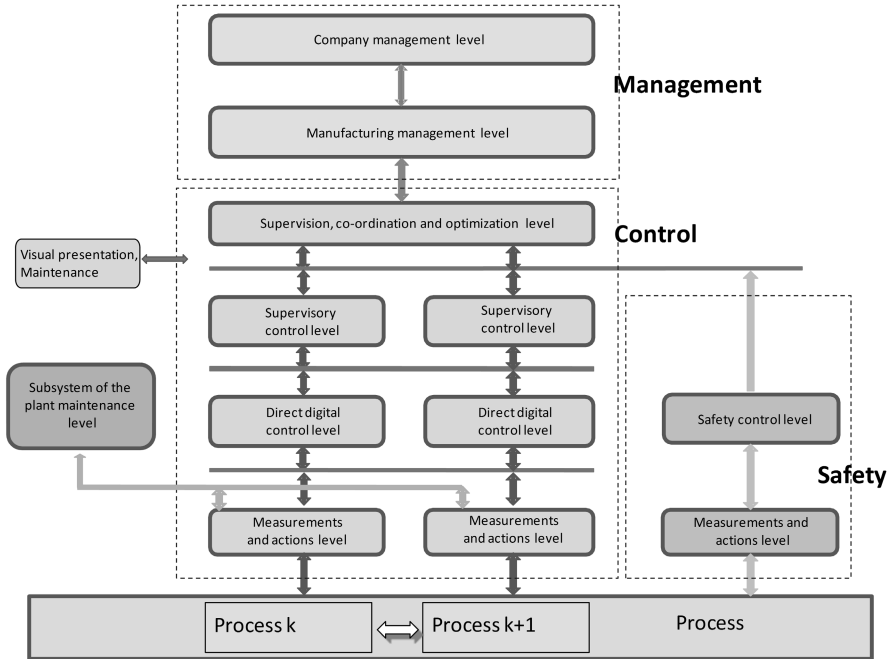 Company management level
Management
Manufacturing management level
Supervision, co-ordination and optimization level
Control
Visual presentation,
Maintenance
Supervisory
control level
Supervisory
control level
Subsystem of the
plant maintenance
level
Direct digital
control level
Direct digital
control level
Safety control level
Safety
Measurements
and actions level
Measurements
and actions level
Measurements and
actions level
Process k
Process k+1
Process